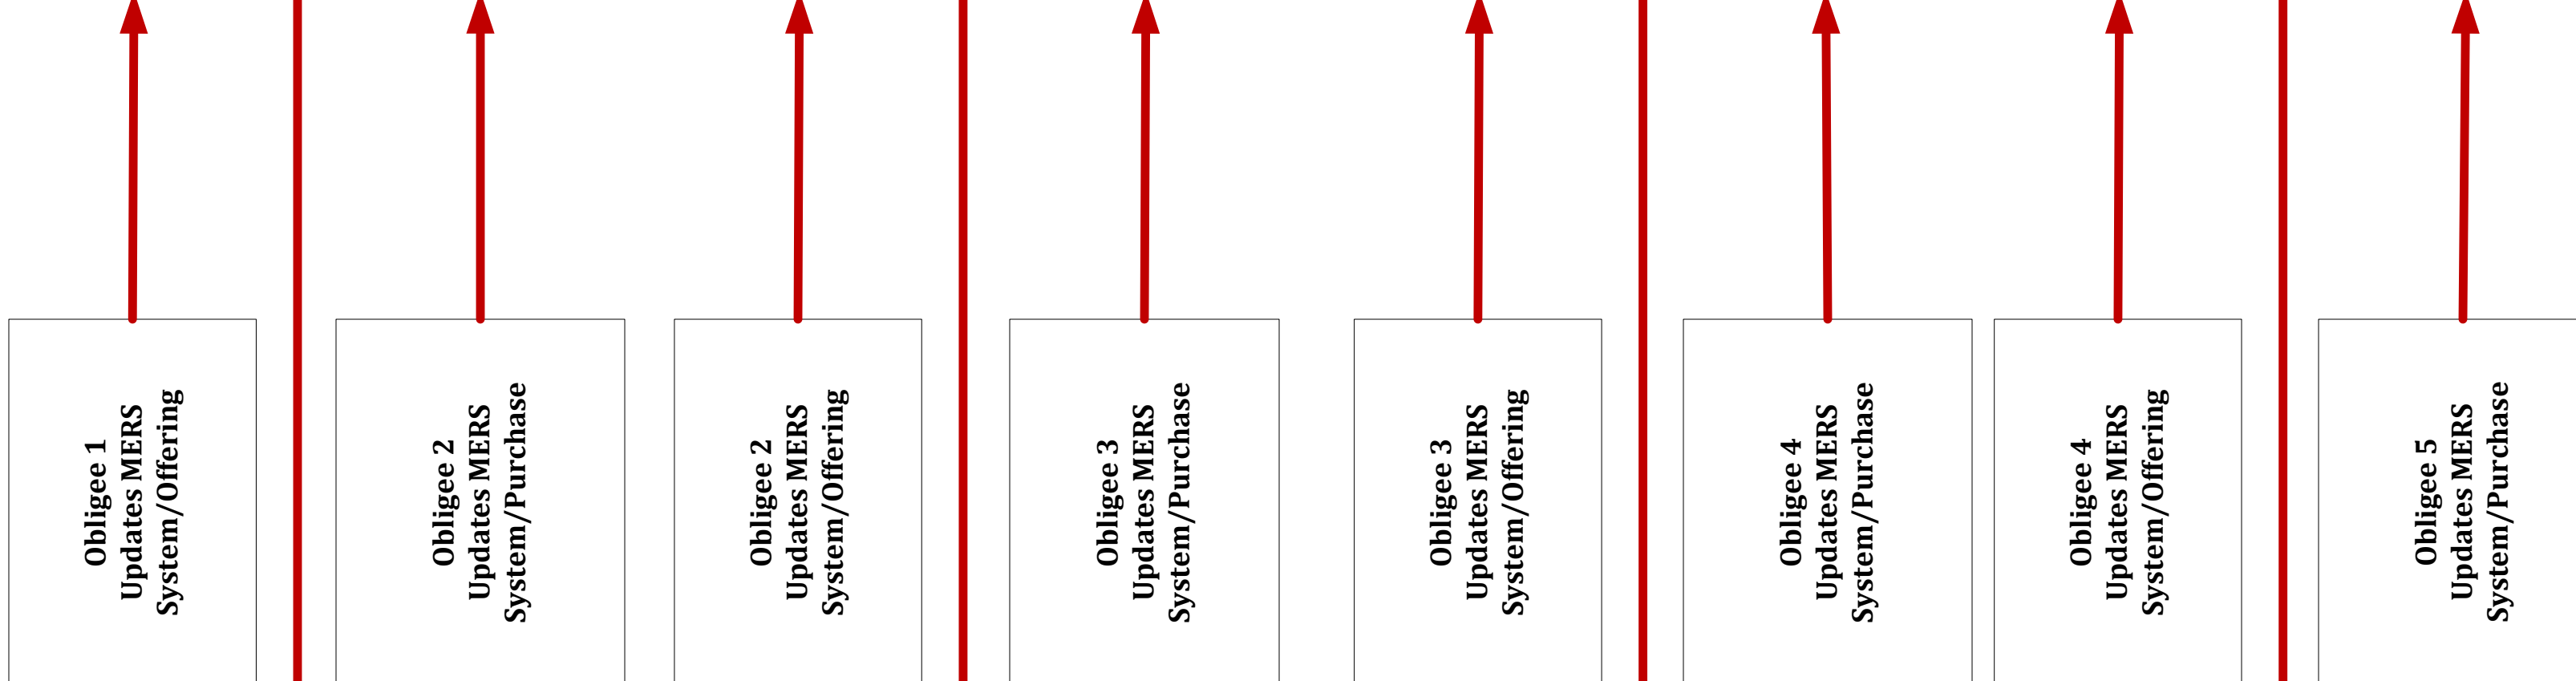 Obligee 1
Updates MERS
System/Offering
Obligee 2
Updates MERS
System/Purchase
Obligee 2
Updates MERS
System/Offering
Obligee 3
Updates MERS
System/Purchase
Obligee 3
Updates MERS
System/Offering
Obligee 4
Updates MERS
System/Purchase
Obligee 4
Updates MERS
System/Offering
Obligee 5
Updates MERS
System/Purchase